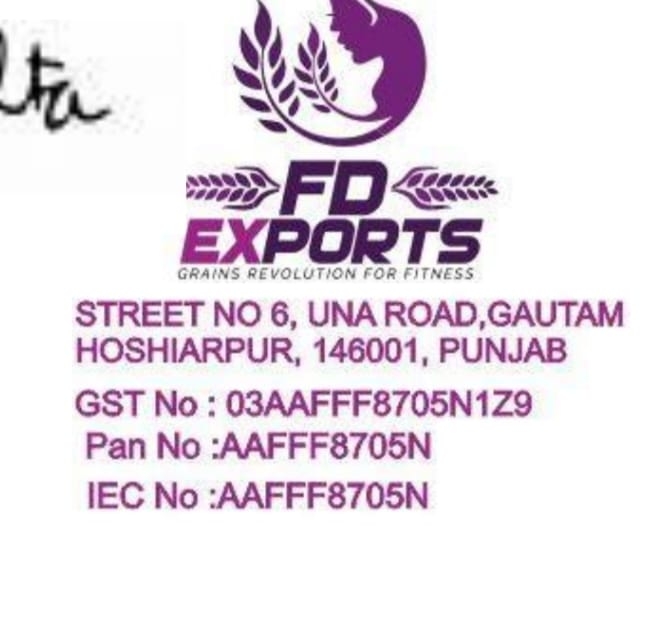 FD
EXPORTS
GRAINS REVOLUTION FOR FITNESS
STREET NO 6, UNA ROAD,GAUTAM
HOSHIARPUR, 146001, PUNJAB
GST No : 03AAFFF8705N1Z9
Pan No :AAFFF8705N
IEC No :AAFFF8705N